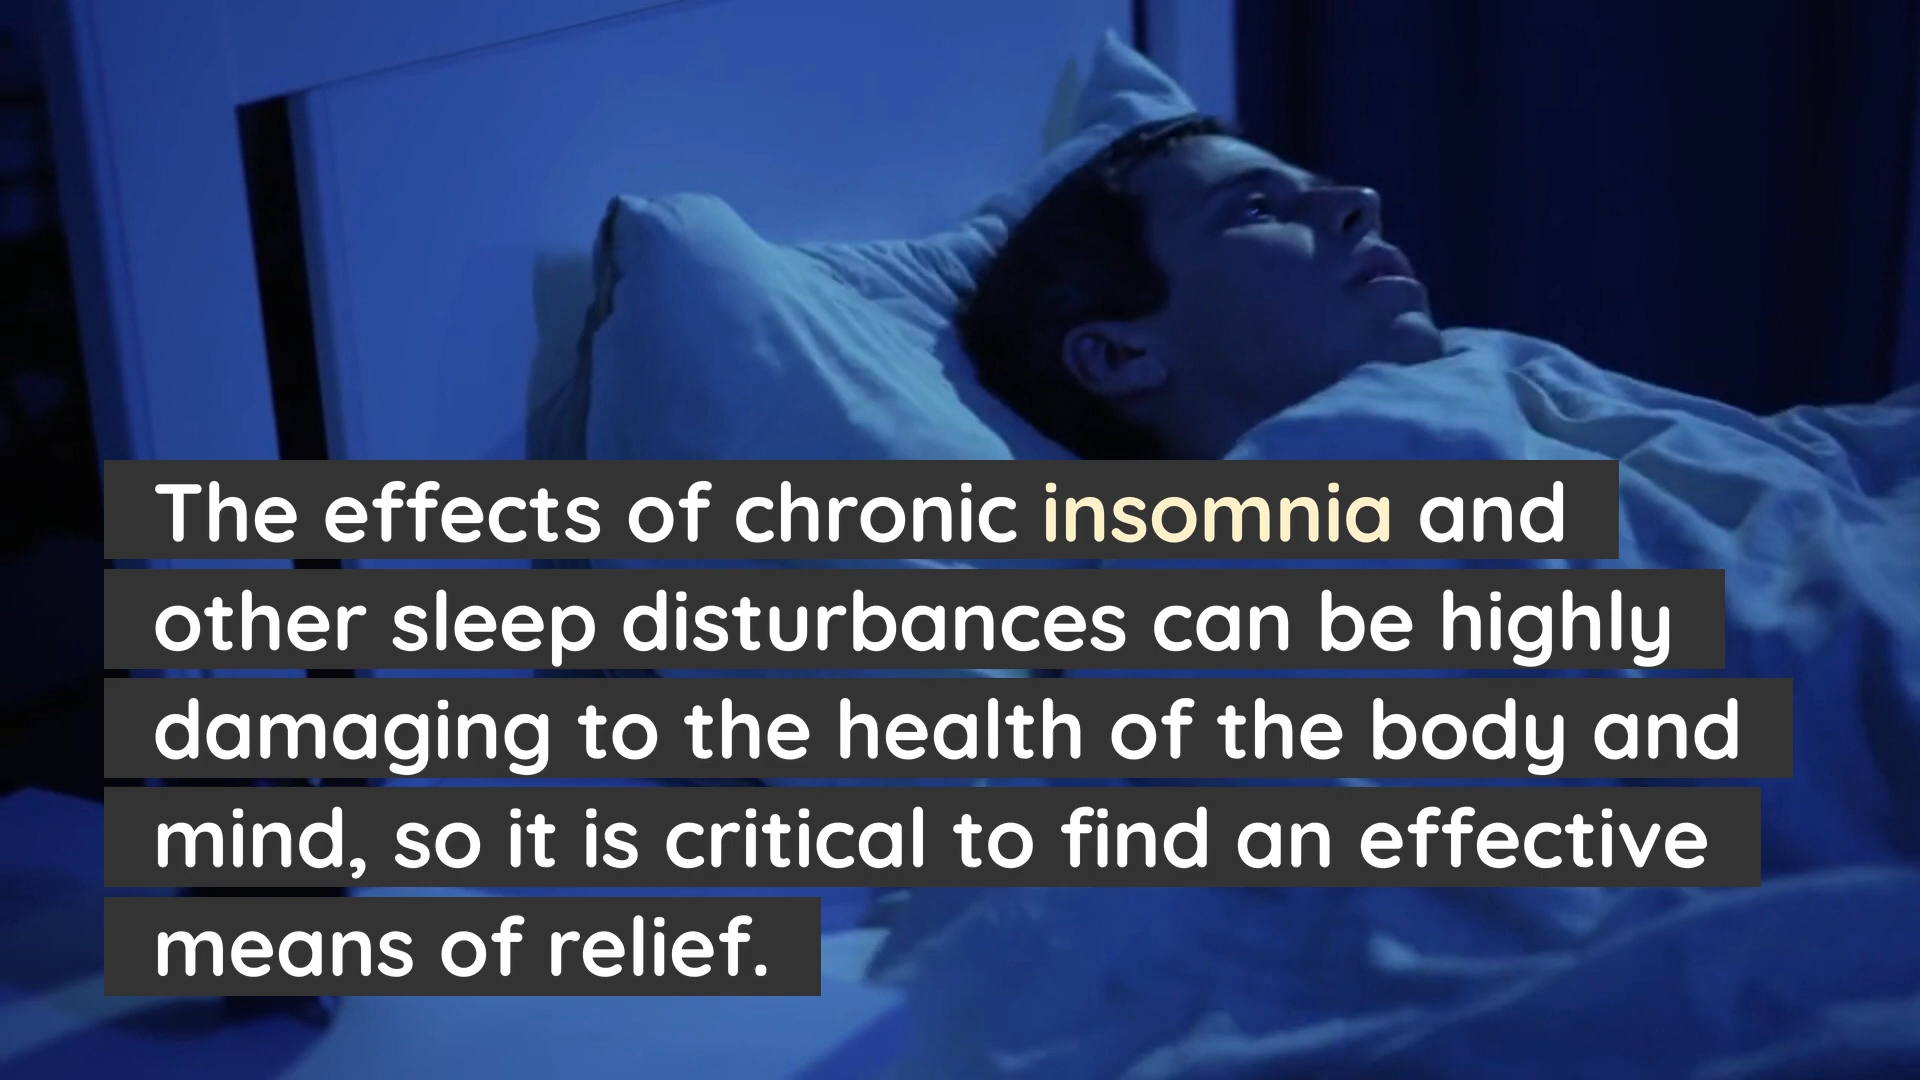 The effects of chronic insomnia and
other sleep disturbances can be highly
damaging to the health of the body and
mind, so it is critical to find an effective
means of relief.